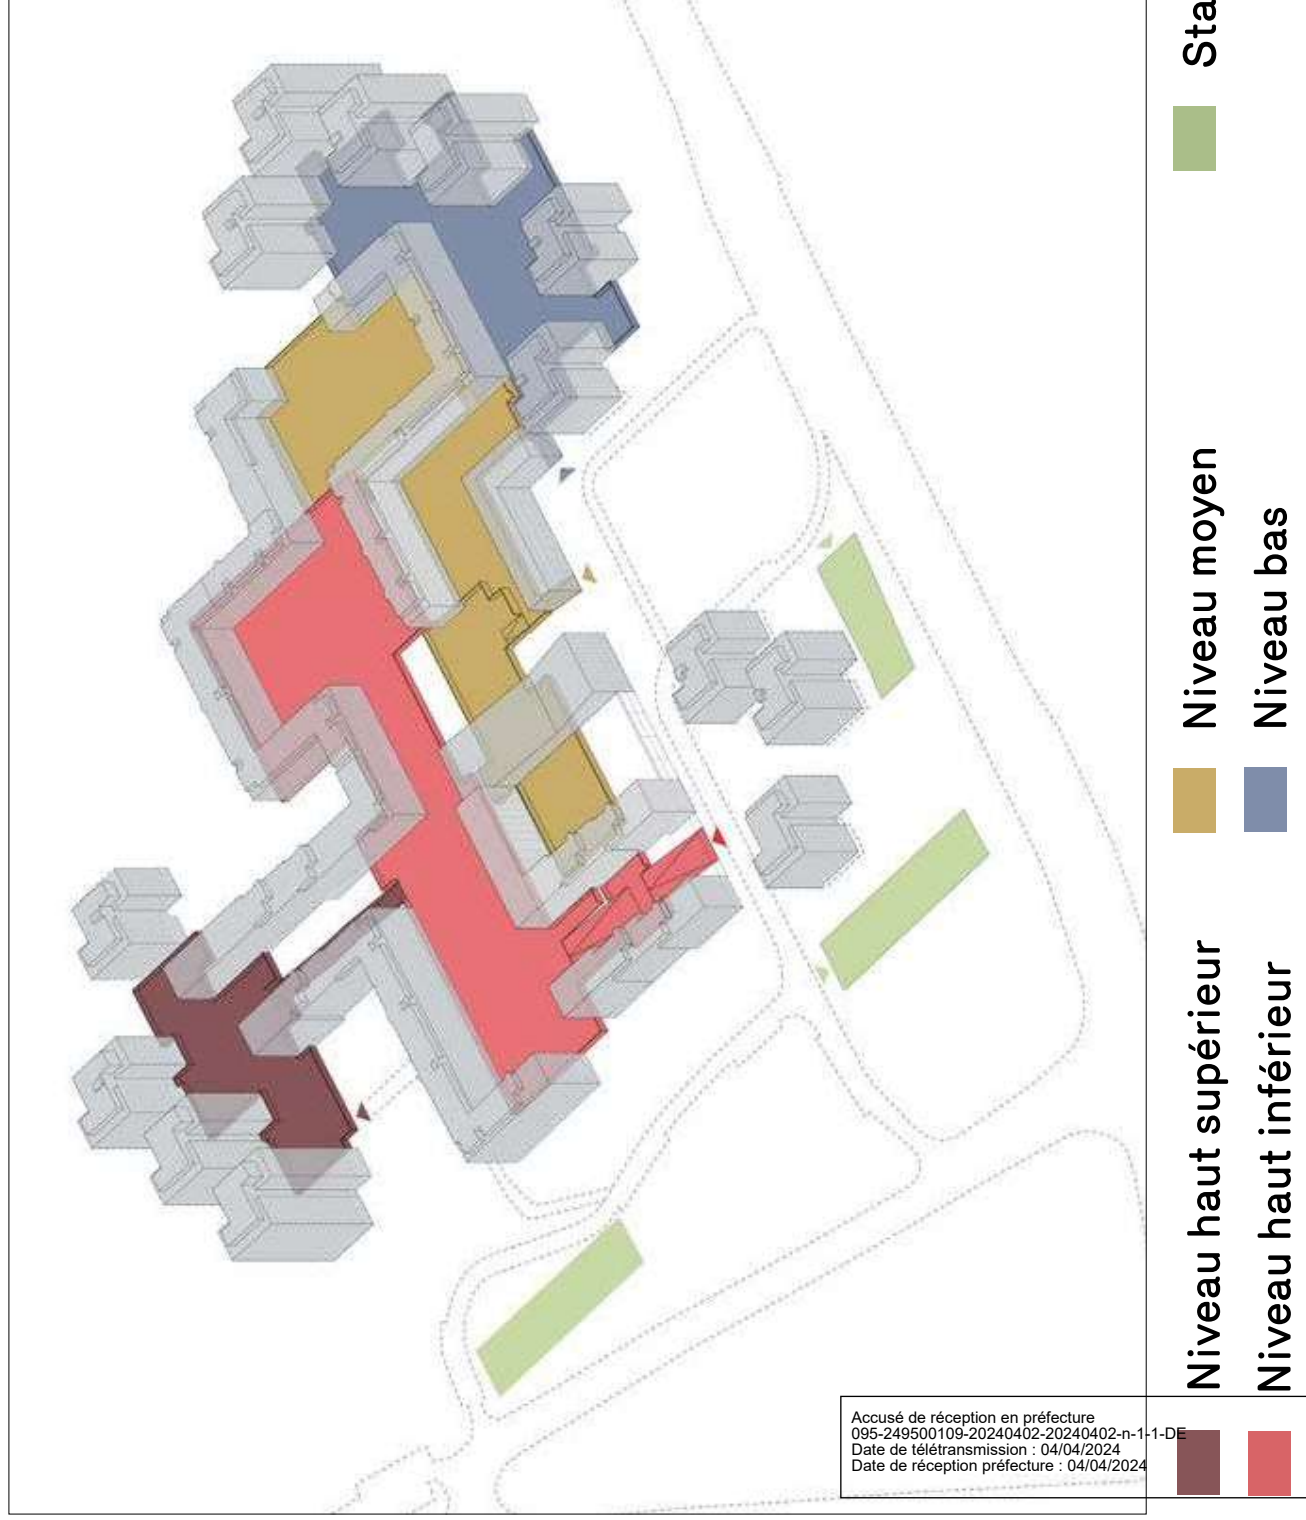 Niveau haut supérieur
Niveau haut inférieur
Niveau moyen
Niveau bas
Sta
Accusé de réception en préfecture
095-249500109-20240402-20240402-n-1-1-DE
Date de télétransmission : 04/04/2024
Date de réception préfecture : 04/04/2024